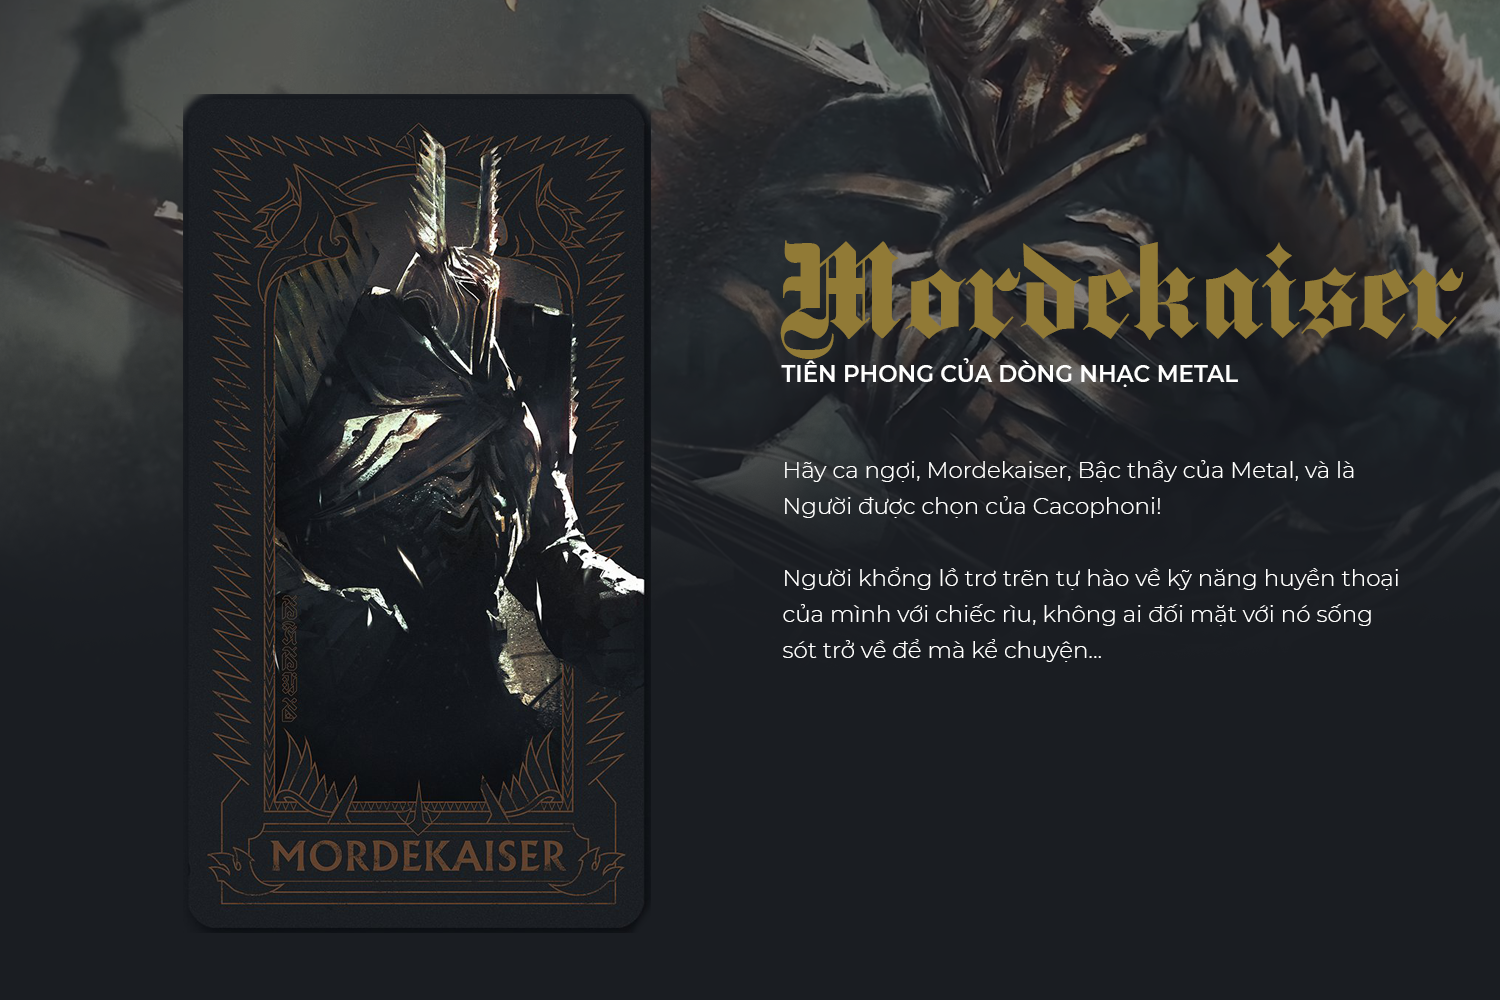 MORDEKAISER
Mordekaiser
TIÊN PHONG CỦA DÒNG NHẠC METAL
Hãy ca ngợi, Mordekaiser, Bậc thầy của Metal, và là
Người được chọn của Cacophoni!
Người khổng lồ trơ trẽn tự hào về kỹ năng huyền thoại
của mình với chiếc rìu, không ai đối mặt với nó sống
sót trở về để mà kể chuyện...